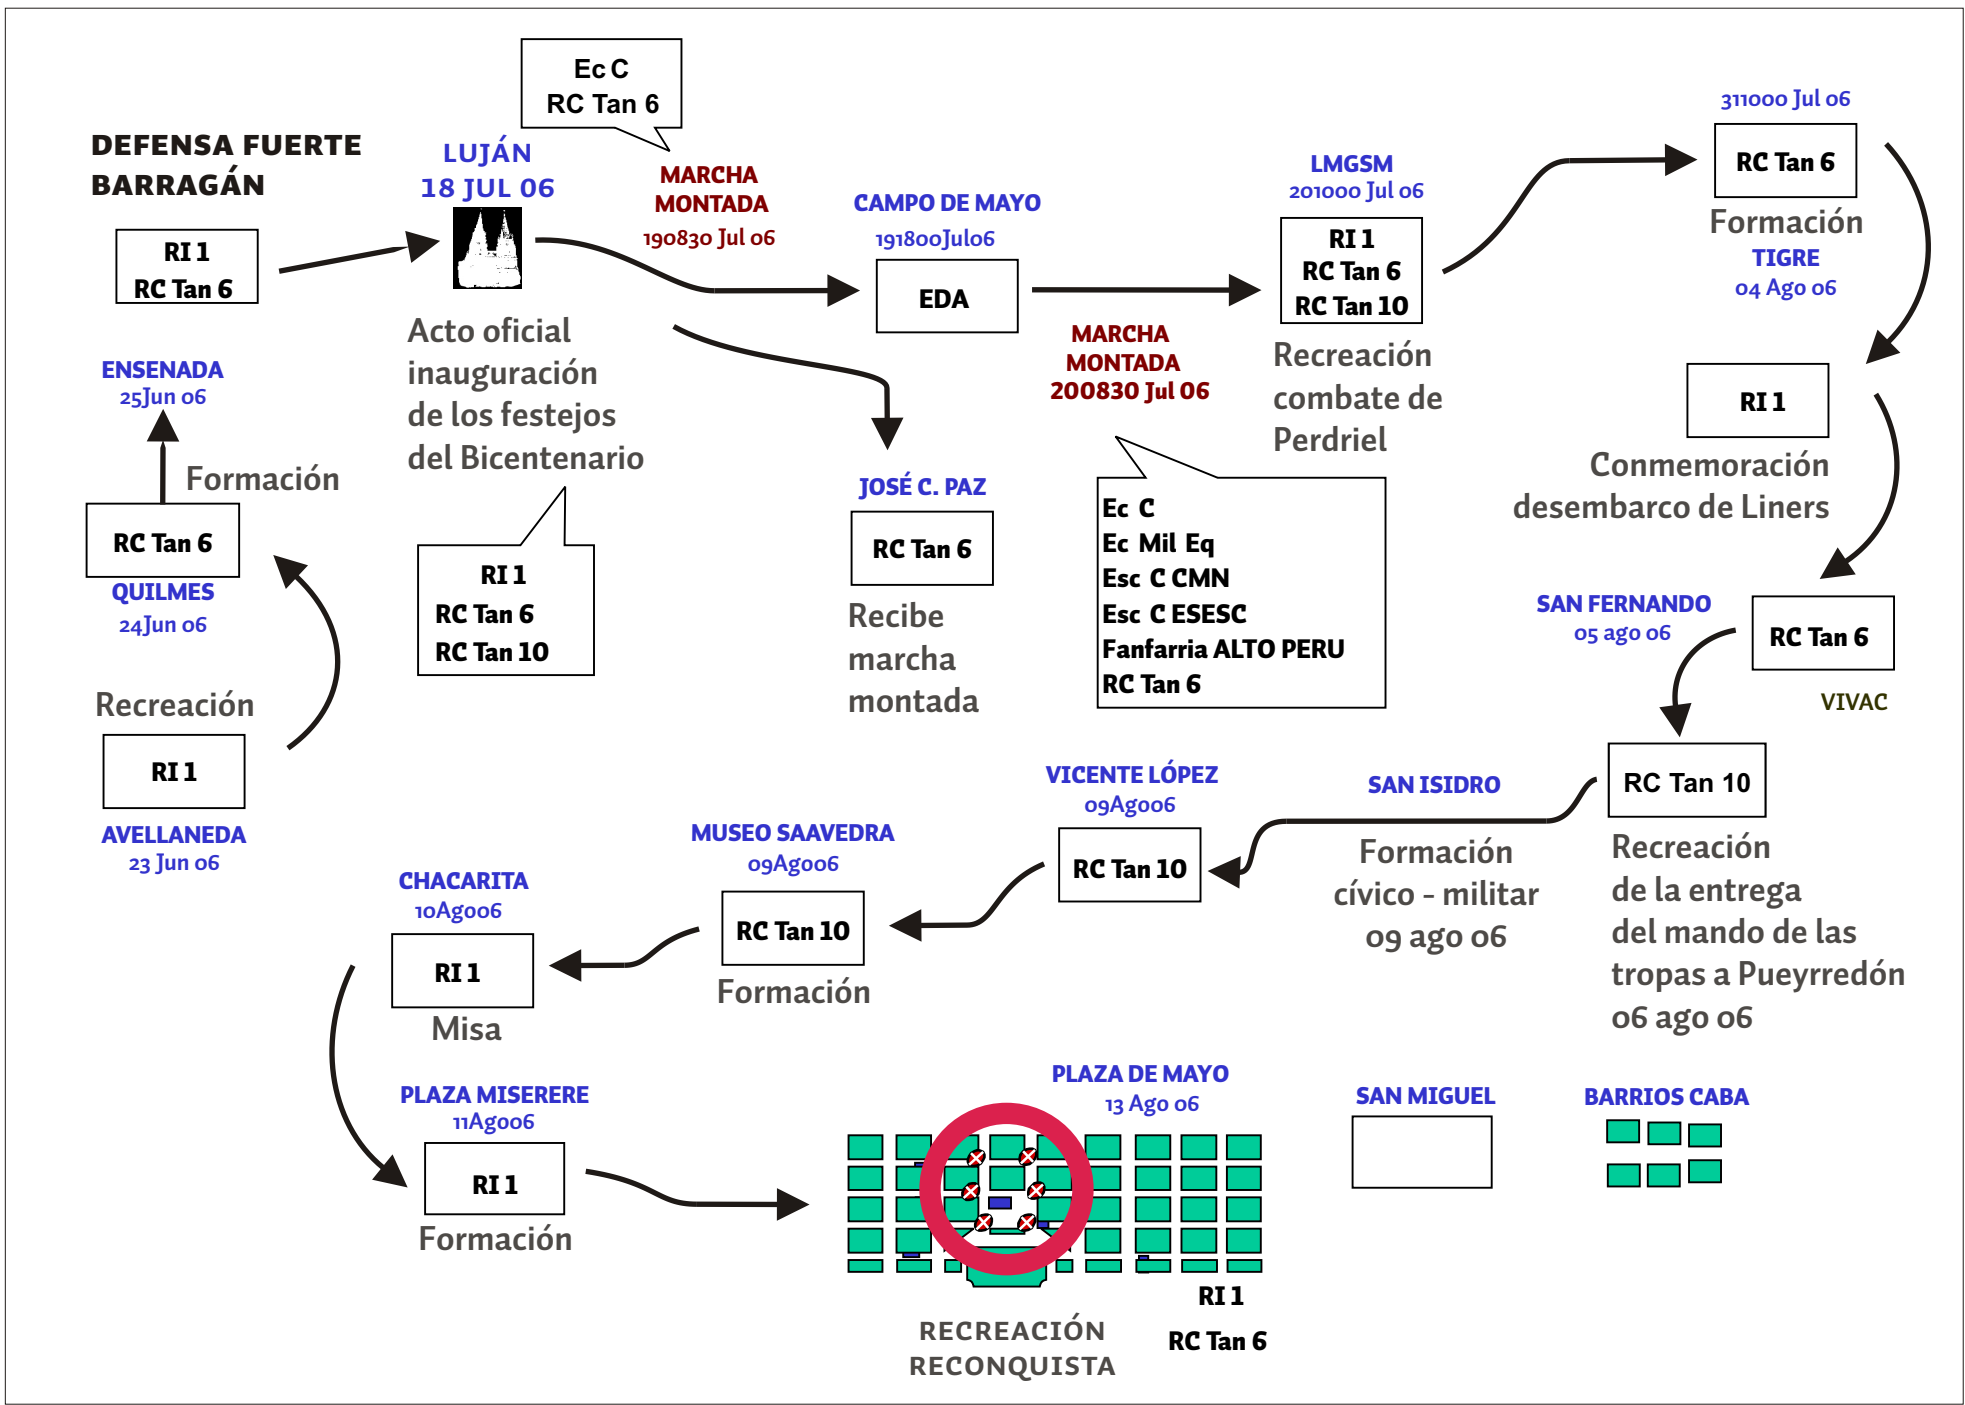 Ec C
RC Tan 6
DEFENSA FUERTE
BARRAGÁN
RI 1
RC Tan 6
ENSENADA
25Jun 06
Formación
RC Tan 6
QUILMES
24Jun 06
Recreación
RI 1
AVELLANEDA
23 Jun 06
LUJÁN
18 JUL 06
Acto oficial
inauguración
de los festejos
del Bicentenario
RI 1
RC Tan 6
RC Tan 10
MARCHA
MONTADA
190830 Jul 06
CAMPO DE MAYO
191800Jul06
EDA
JOSÉ C. PAZ
RC Tan 6
Recibe
marcha
montada
MARCHA
MONTADA
200830 Jul 06
Ec C
Ec Mil Eq
Esc C CMN
Esc C ESESC
Fanfarria ALTO PERU
RC Tan 6
LMGSM
201000 Jul 06
RI 1
RC Tan 6
RC Tan 10
Recreación
combate de
Perdriel
311000 Jul 06
RC Tan 6
Formación
TIGRE
04 Ago 06
RI 1
Conmemoración
desembarco de Liners
SAN FERNANDO
05 ago 06
RC Tan 6
VIVAC
RC Tan 10
Recreación
de la entrega
del mando de las
tropas a Pueyrredón
06 ago 06
SAN ISIDRO
Formación
cívico - militar
09 ago 06
VICENTE LÓPEZ
09Ago06
RC Tan 10
MUSEO SAAVEDRA
09Ago06
RC Tan 10
Formación
CHACARITA
10Ago06
RI 1
Misa
PLAZA MISERERE
11Ago06
RI 1
Formación
PLAZA DE MAYO
13 Ago 06
RI 1
RC Tan 6
RECREACIÓN
RECONQUISTA
SAN MIGUEL
BARRIOS CABA